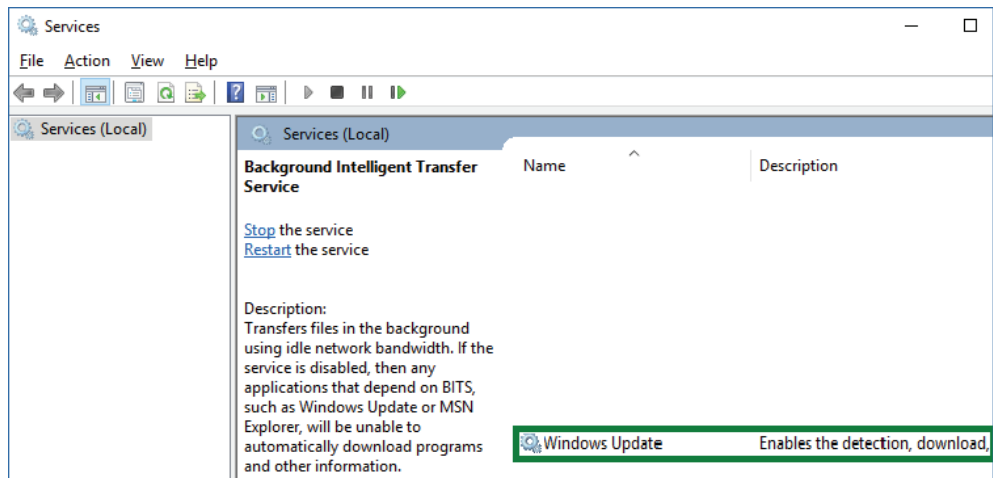 Services
File Action View Help
Services (Local)
Services (Local)
Background Intelligent Transfer
Service
Stop the service
Restart the service
Description:
Transfers files in the background
using idle network bandwidth. If the
service is disabled, then any
applications that depend on BITS,
such as Windows Update or MSN
Explorer, will be unable to
automatically download programs
and other information.
Name Description
Windows Update Enables the detection, download,